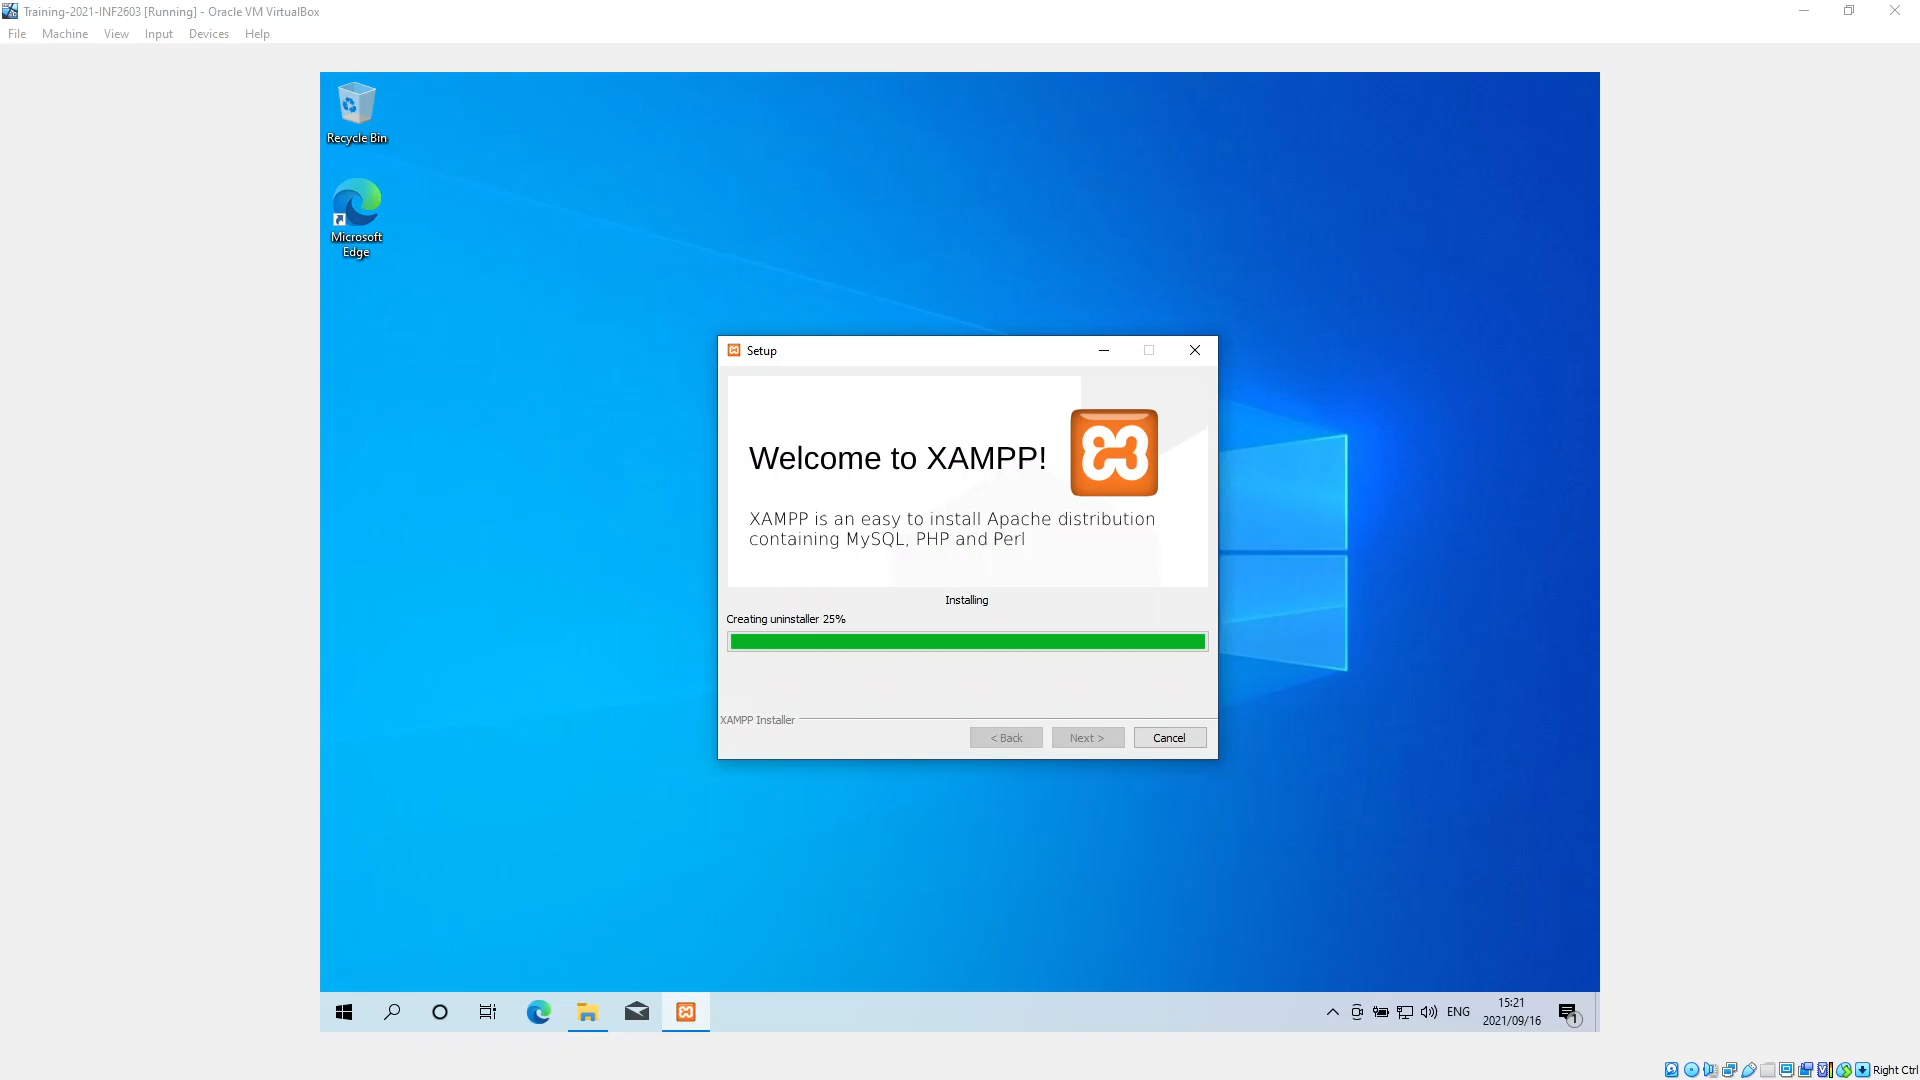 Training-2021-INF2603 [Running] - Oracle VM VirtualBox
File Machine View Input Devices Help
Recycle Bin
Microsoft
Edge
Setup
Welcome to XAMPP!
XAMPP is an easy to install Apache distribution
containing MySQL, PHP and Perl
Installing
Creating uninstaller 25%
XAMPP Installer
< Back Next > Cancel
ENG
15:21
2021/09/16
1
Right Ctrl